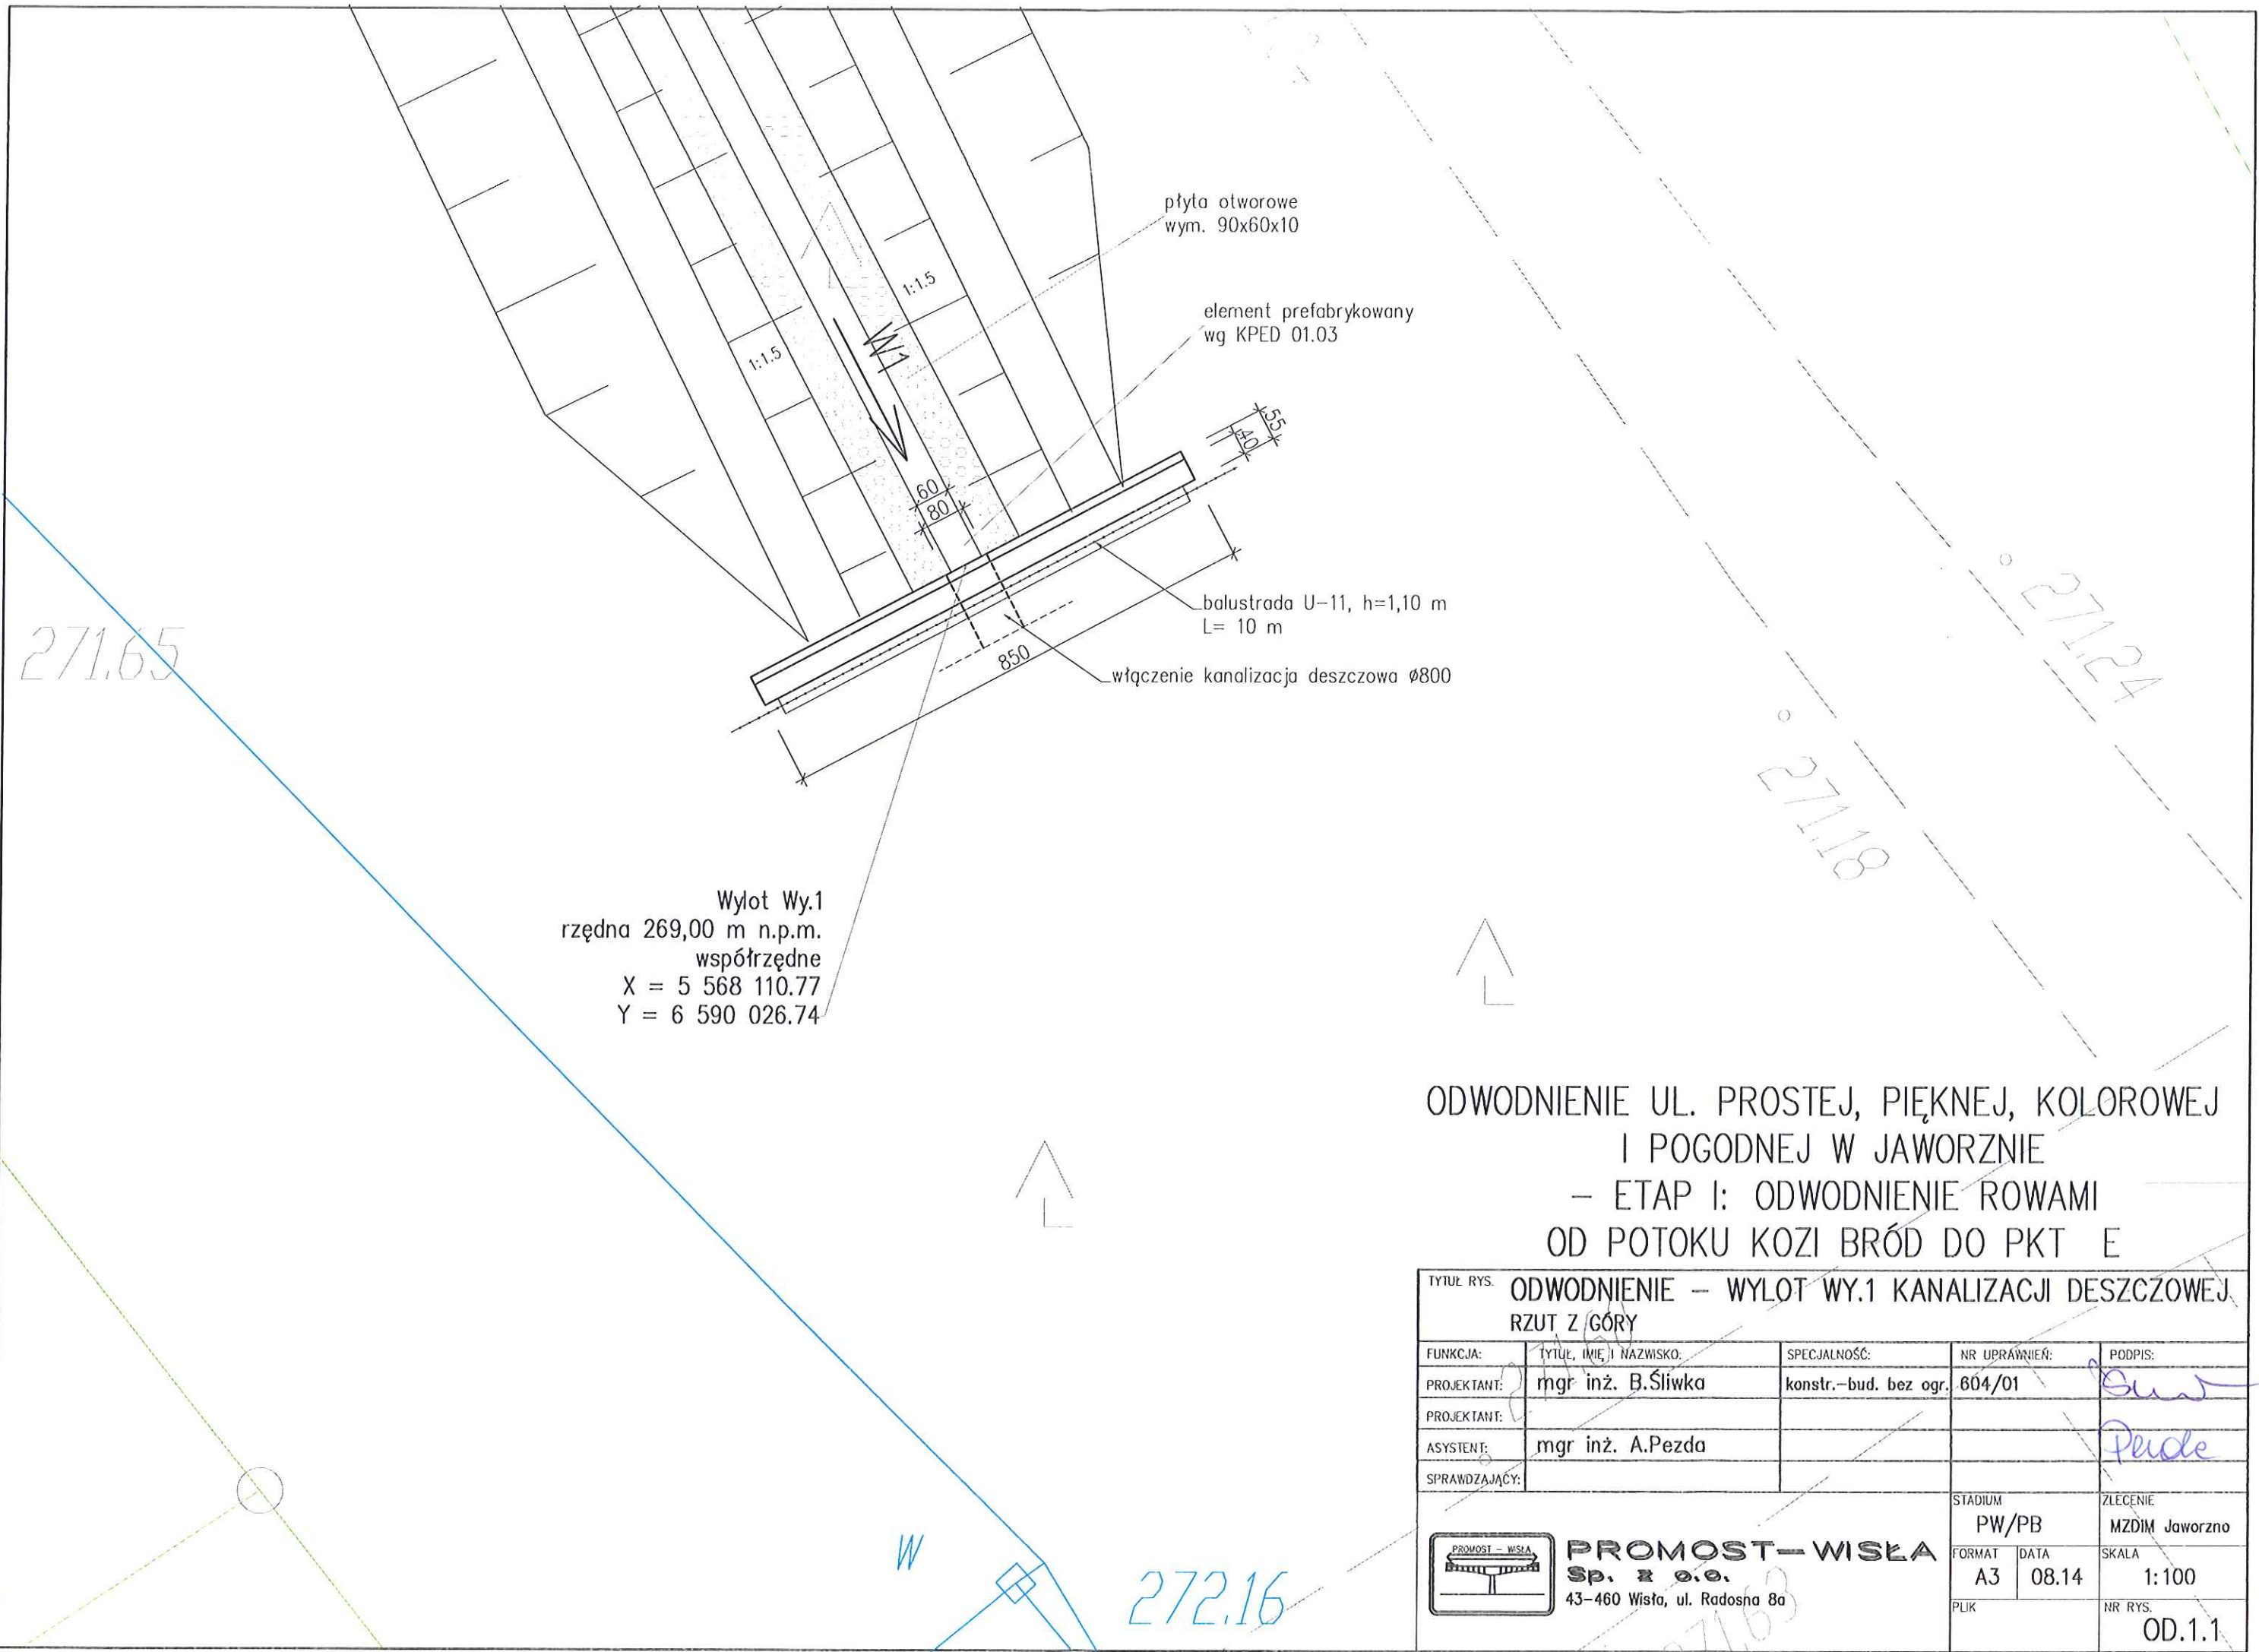 płyta otworowe
wym. 90x60x10
1:1.5
element prefabrykowany
wg KPED 01.03
W1
1:1.5
55
40
60
80
balustrada U-11, h=1,10 m
L= 10 m
850
włączenie kanalizacja deszczowa ø800
271.65
271.24
271.18
Wylot Wy.1
rzędna 269,00 m n.p.m.
współrzędne
X = 5 568 110.77
Y = 6 590 026.74
ODWODNIENIE UL. PROSTEJ, PIĘKNEJ, KOLOROWEJ
I POGODNEJ W JAWORZNIE
– ETAP I: ODWODNIENIE ROWAMI
OD POTOKU KOZI BRÓD DO PKT E
TYTUŁ RYS. ODWODNIENIE – WYLOT WY.1 KANALIZACJI DESZCZOWEJ
RZUT Z GÓRY
FUNKCJA: TYTUŁ, IMIĘ I NAZWISKO: SPECJALNOŚĆ: NR UPRAWNIEŃ: PODPIS:
PROJEKTANT: mgr inż. B.Śliwka konstr.-bud. bez ogr. 604/01
PROJEKTANT:
ASYSTENT: mgr inż. A.Pezda
SPRAWDZAJĄCY:
STADIUM ZLECENIE
PW/PB MZDIM Jaworzno
PROMOST – WISŁA
PROMOST–WISŁA
Sp. z o.o.
43-460 Wisła, ul. Radosna 8a
FORMAT DATA SKALA
A3 08.14 1:100
PLIK NR RYS.
OD.1.1
W
272.16